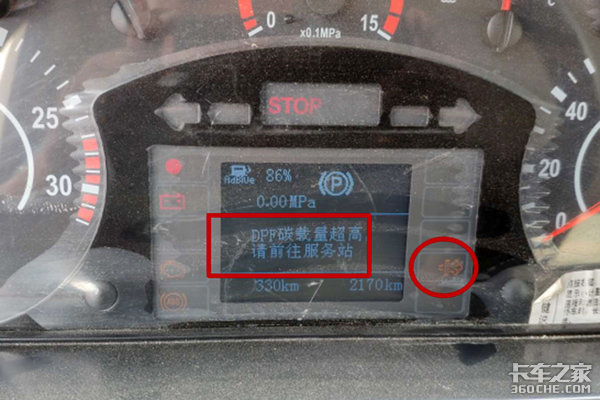 0
15
x0.1MPa
STOP
25
30
40
20
0
AdBlue
86%
P
0.00MPa
DPF碳载量超高
请前往服务站
330km
2170km
卡车之家
360CHE.COM